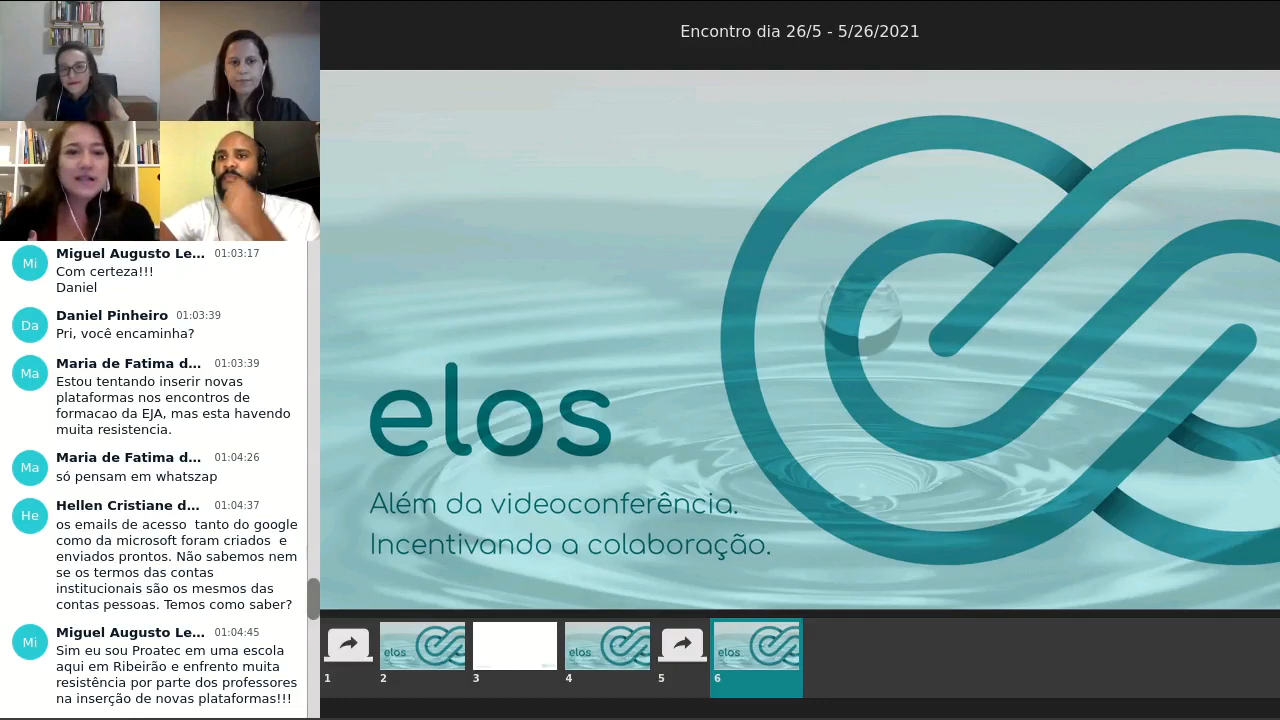 Encontro dia 26/5 - 5/26/2021
Miguel Augusto Le... 01:03:17
Com certeza!!!
Daniel
Da Daniel Pinheiro 01:03:39
Pri, você encaminha?
Maria de Fatima d... 01:03:39
Ma
Estou tentando inserir novas
plataformas nos encontros de
formacao da EJA, mas esta havendo
muita resistencia.
Maria de Fatima d... 01:04:26
Ma
só pensam em whatszap
Hellen Cristiane d... 01:04:37
He
os emails de acesso tanto do google
como da microsoft foram criados e
enviados prontos. Não sabemos nem
se os termos das contas
institucionais são os mesmos das
contas pessoas. Temos como saber?
Miguel Augusto Le... 01:04:45
Mi
Sim eu sou Proatec em uma escola
aqui em Ribeirão e enfrento muita
resistência por parte dos professores
na inserção de novas plataformas!!!
Mi
elos
Além da videoconferência.
Incentivando a colaboração.
elos elos elos
1 2 3 4 5 6